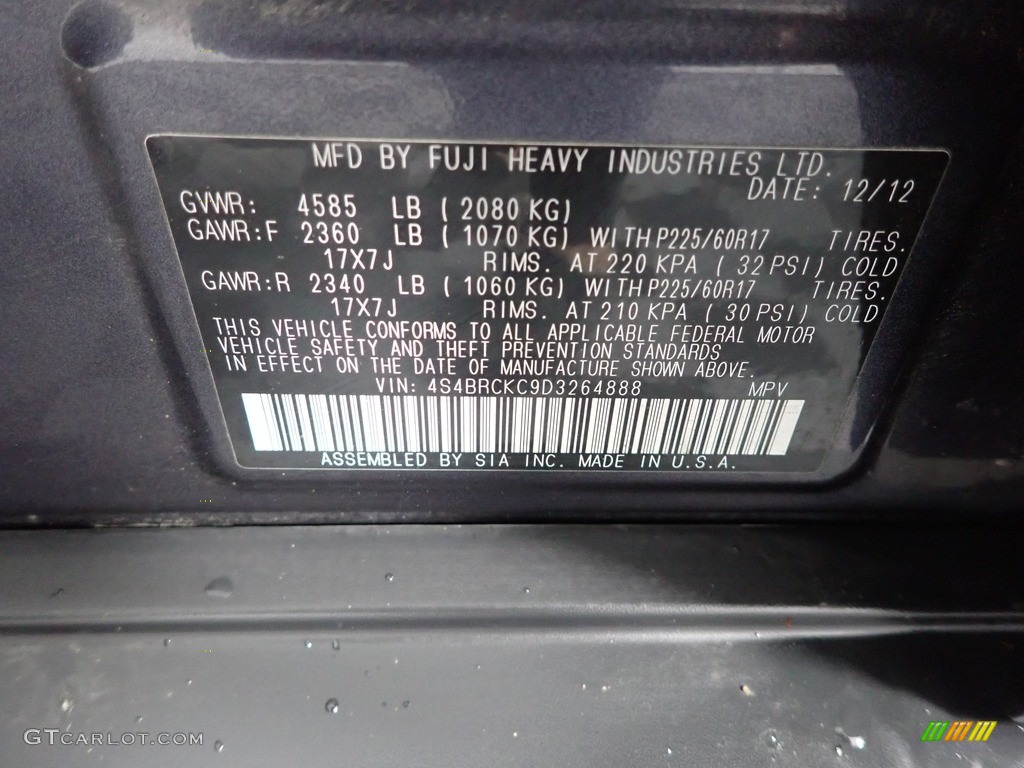 MFD BY FUJI HEAVY INDUSTRIES LTD.
DATE: 12/12
GVWR: 4585 LB ( 2080 KG)
GAWR:F 2360 LB ( 1070 KG) WITH P225/60R17 TIRES.
17X7J RIMS. AT 220 KPA ( 32 PSI) COLD
GAWR:R 2340 LB ( 1060 KG) WITH P225/60R17 TIRES.
17X7J RIMS. AT 210 KPA ( 30 PSI) COLD
THIS VEHICLE CONFORMS TO ALL APPLICABLE FEDERAL MOTOR
VEHICLE SAFETY AND THEFT PREVENTION STANDARDS
IN EFFECT ON THE DATE OF MANUFACTURE SHOWN ABOVE.
VIN: 4S4BRCKC9D3264888 MPV
ASSEMBLED BY SIA INC. MADE IN U.S.A.
GTCARLOT.COM